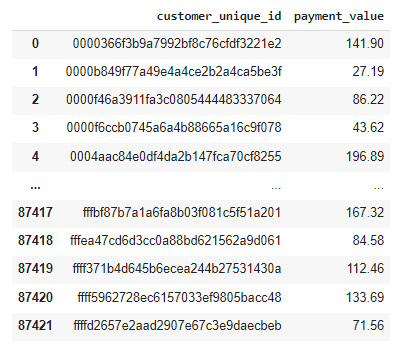 customer_unique_id payment_value
0 0000366f3b9a7992bf8c76cfdf3221e2 141.90
1 0000b849f77a49e4a4ce2b2a4ca5be3f 27.19
2 0000f46a3911fa3c0805444483337064 86.22
3 0000f6ccb0745a6a4b88665a16c9f078 43.62
4 0004aac84e0df4da2b147fca70cf8255 196.89
... ... ...
87417 fffbf87b7a1a6fa8b03f081c5f51a201 167.32
87418 fffea47cd6d3cc0a88bd621562a9d061 84.58
87419 ffff371b4d645b6ecea244b27531430a 112.46
87420 ffff5962728ec6157033ef9805bacc48 133.69
87421 ffffd2657e2aad2907e67c3e9daecbeb 71.56